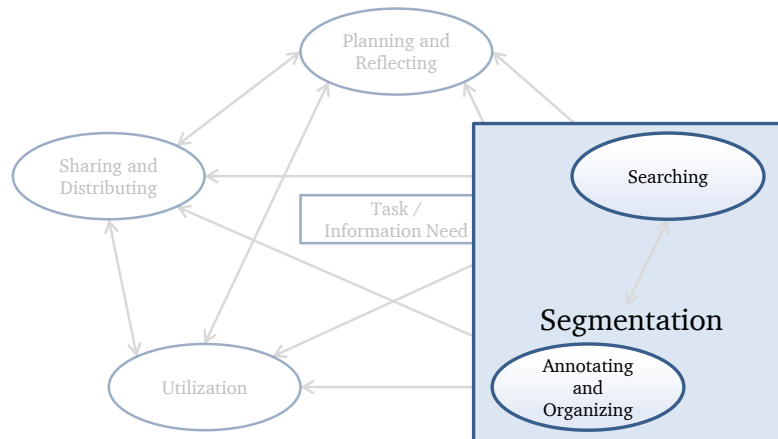 Planning and
Reflecting
Sharing and
Distributing
Searching
Task /
Information Need
Segmentation
Utilization
Annotating
and
Organizing